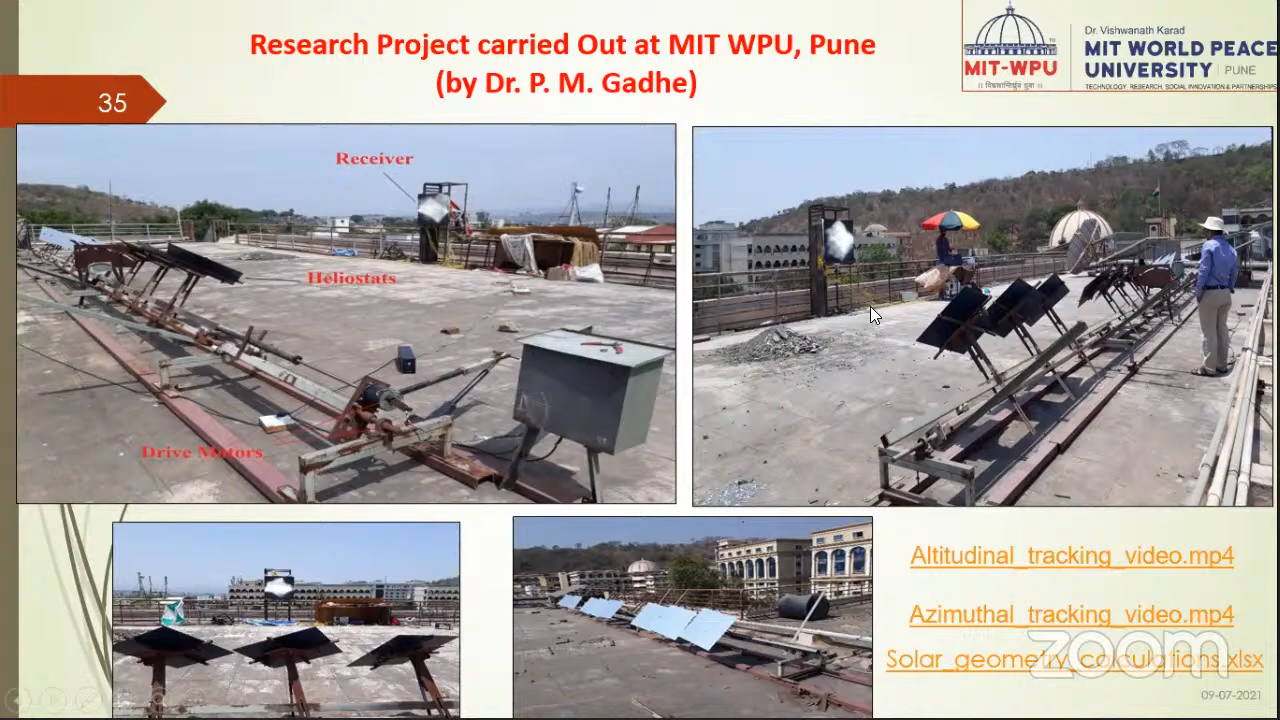 Research Project carried Out at MIT WPU, Pune
(by Dr. P. M. Gadhe)
MIT-WPU
Dr. Vishwanath Karad
MIT WORLD PEACE
UNIVERSITY | PUNE
TECHNOLOGY, RESEARCH, SOCIAL INNOVATION & PARTNERSHIPS
35
Receiver
Heliostats
Drive Motors
Altitudinal_tracking_video.mp4
Azimuthal_tracking_video.mp4
Solar_geometry_calculations.xlsx
zoom
09-07-2021